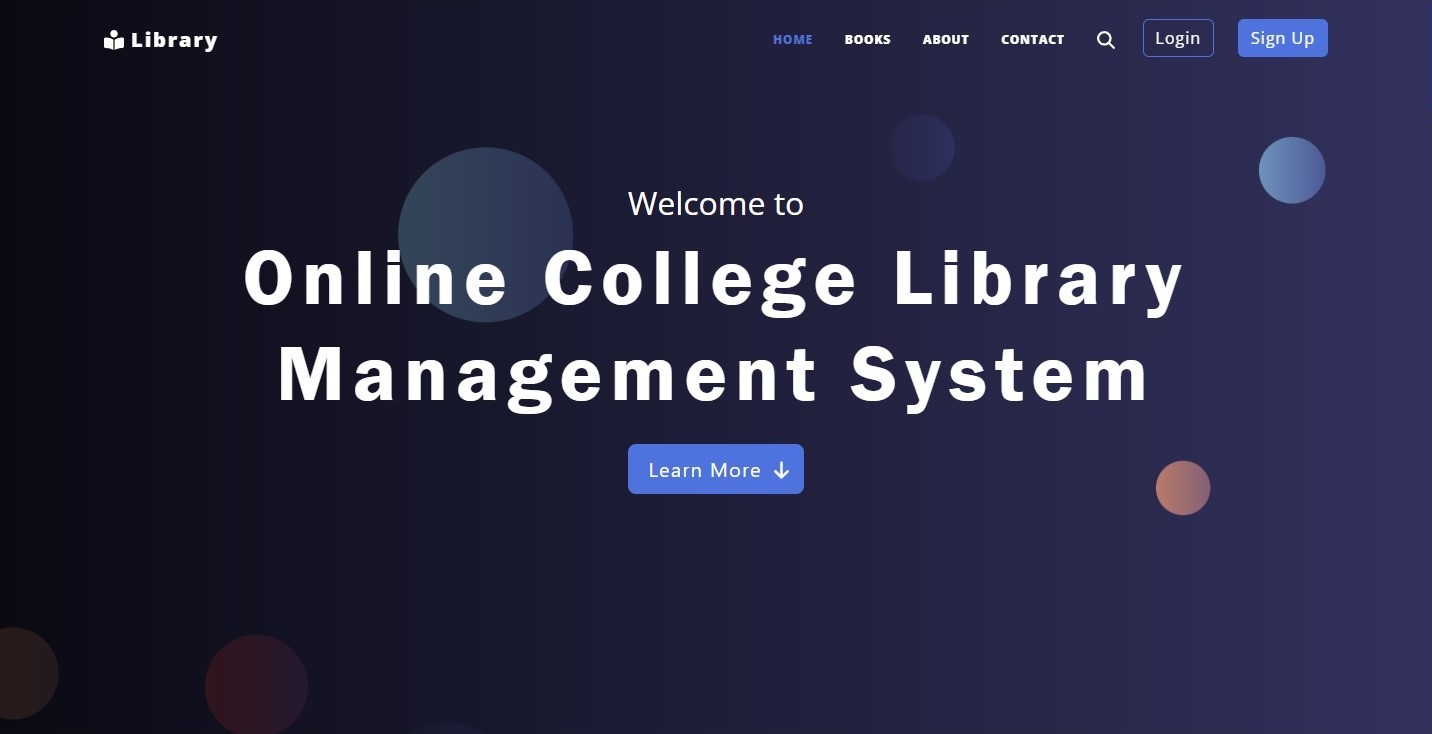 Library
HOME BOOKS ABOUT CONTACT Login Sign Up
Welcome to
Online College Library
Management System
Learn More